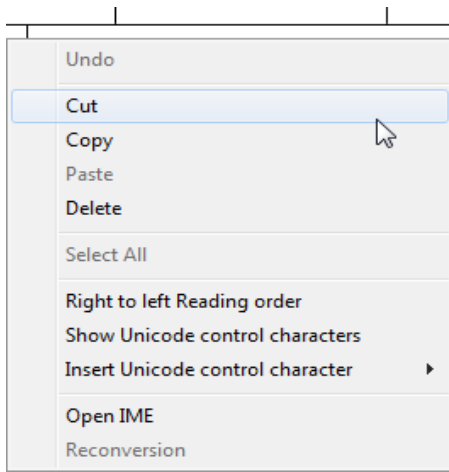 Undo
Cut
Copy
Paste
Delete
Select All
Right to left Reading order
Show Unicode control characters
Insert Unicode control character
Open IME
Reconversion